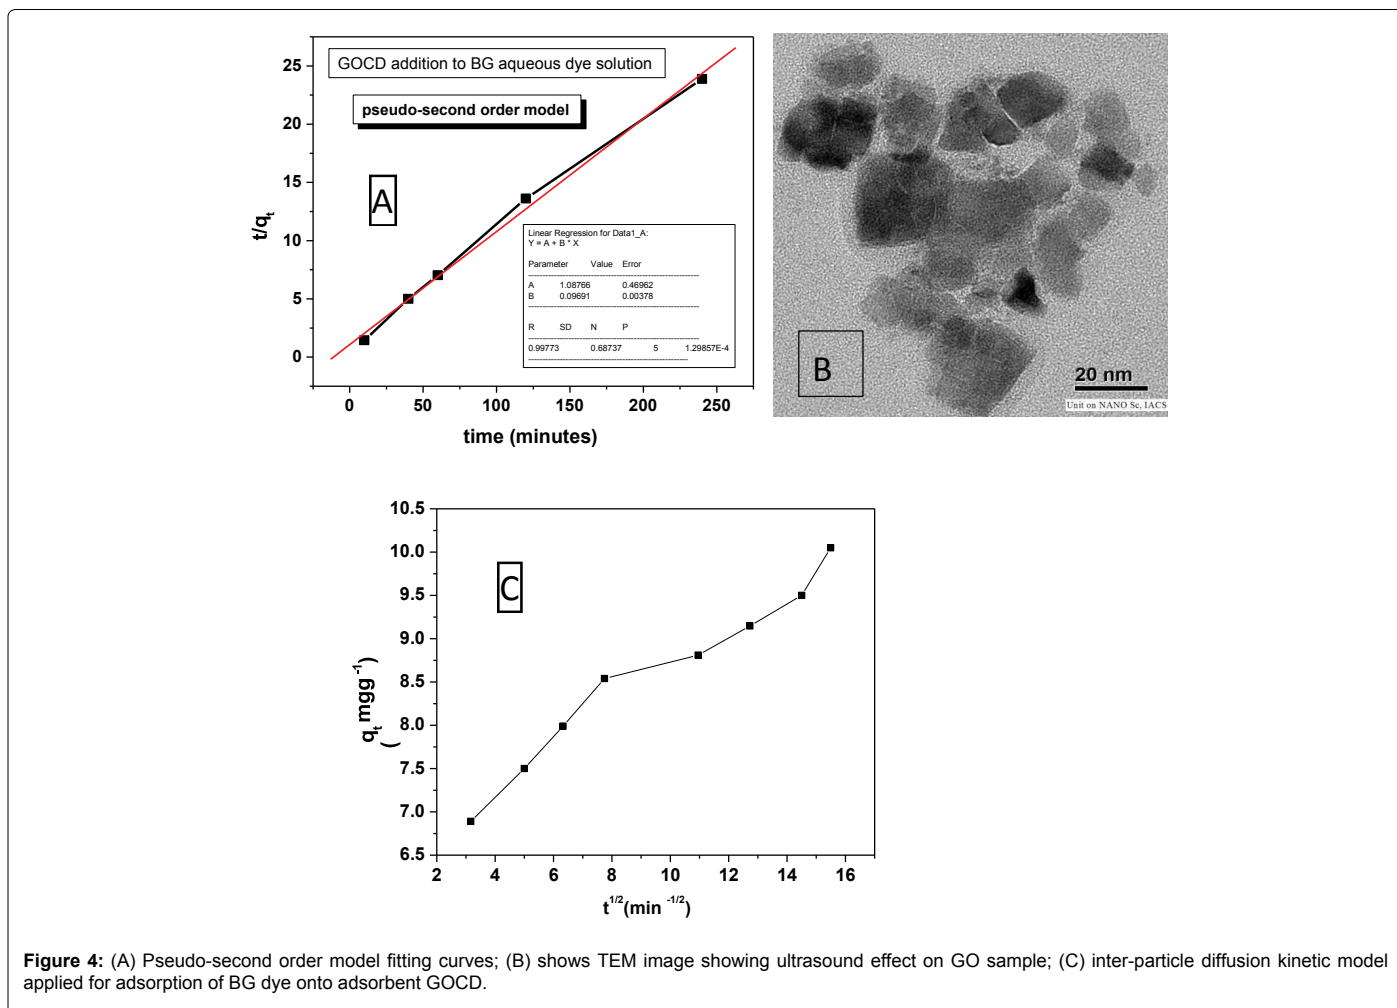 GOCD addition to BG aqueous dye solution
pseudo-second order model
A
25
20
15
10
5
0
t/qt
Linear Regression for Data1_A:
Y = A + B * X
Parameter Value Error
A 1.08766 0.46962
B 0.09691 0.00378
R SD N P
0.99773 0.68737 5 1.29857E-4
0 50 100 150 200 250
time (minutes)
B
20 nm
Unit on NANO Sc, IACS
10.5
10.0
9.5
9.0
8.5
8.0
7.5
7.0
6.5
C
qt mgg -1)
(
2 4 6 8 10 12 14 16
t1/2(min -1/2)
Figure 4: (A) Pseudo-second order model fitting curves; (B) shows TEM image showing ultrasound effect on GO sample; (C) inter-particle diffusion kinetic model
applied for adsorption of BG dye onto adsorbent GOCD.